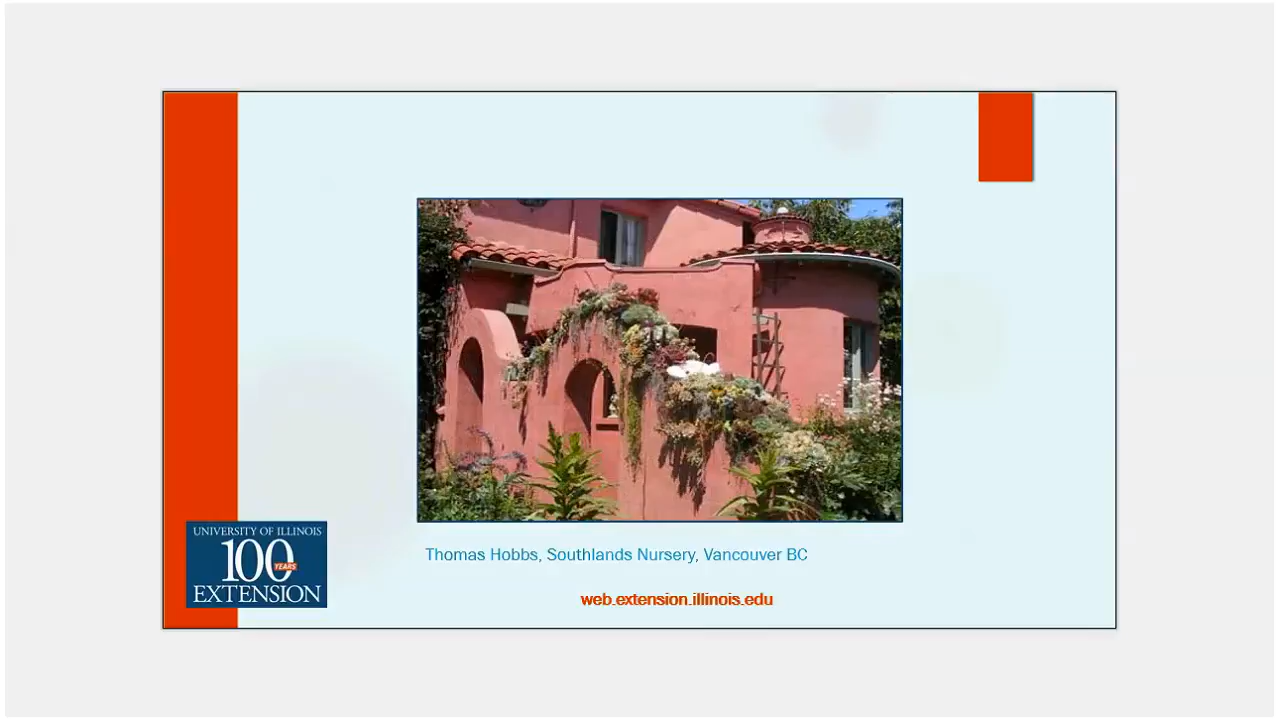 UNIVERSITY OF ILLINOIS
100
YEARS
EXTENSION
Thomas Hobbs, Southlands Nursery, Vancouver BC
web.extension.illinois.edu